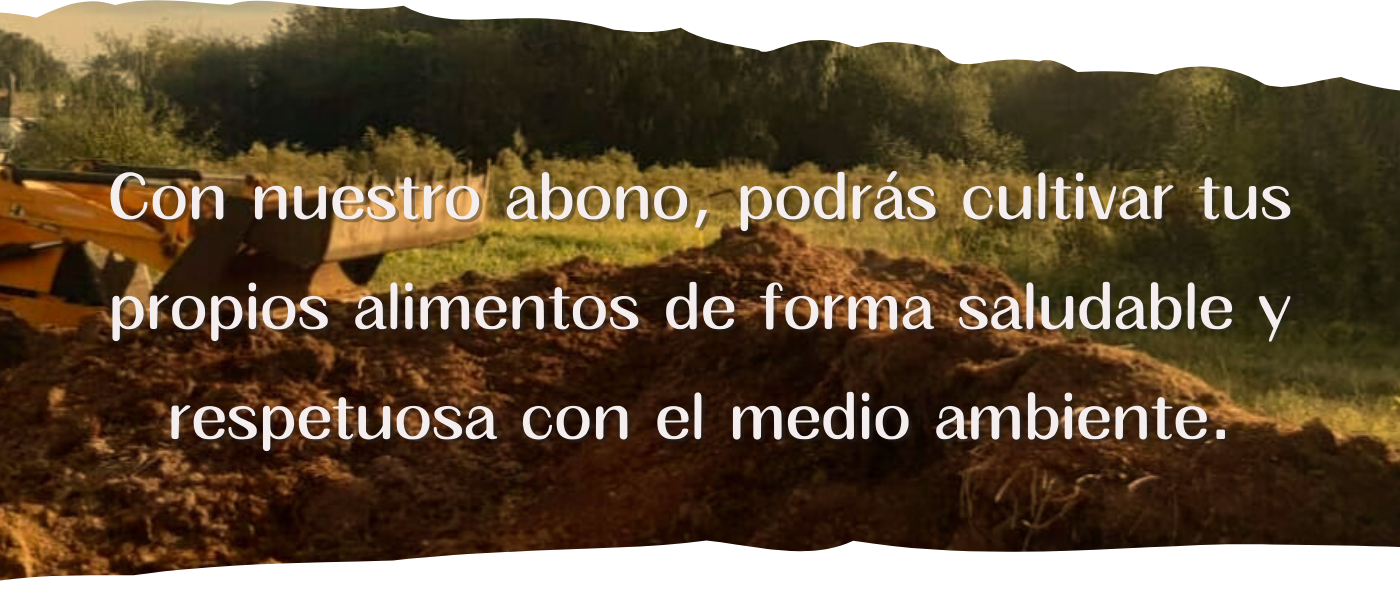 Con nuestro abono, podrás cultivar tus
propios alimentos de forma saludable y
respetuosa con el medio ambiente.